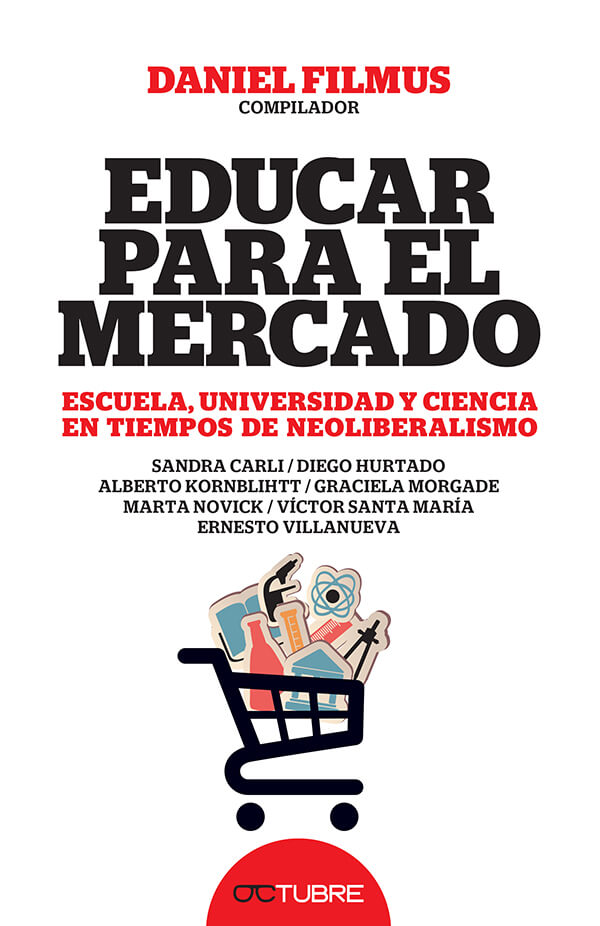 DANIEL FILMUS
COMPILADOR
EDUCAR
PARA EL
MERCADO
ESCUELA, UNIVERSIDAD Y CIENCIA
EN TIEMPOS DE NEOLIBERALISMO
SANDRA CARLI / DIEGO HURTADO
ALBERTO KORNBLIHTT / GRACIELA MORGADE
MARTA NOVICK / VÍCTOR SANTA MARÍA
ERNESTO VILLANUEVA
OCTUBRE